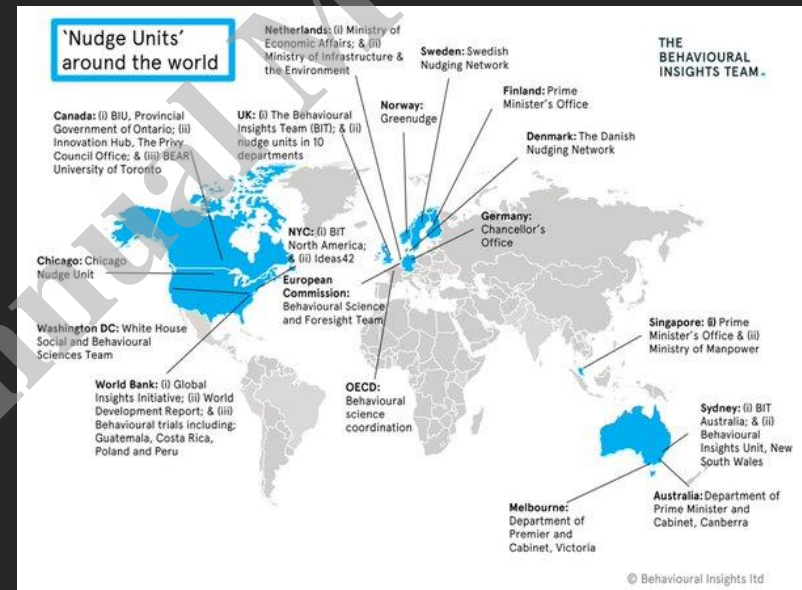 'Nudge Units'
around the world
THE
BEHAVIOURAL
INSIGHTS TEAM.
Netherlands: (i) Ministry of
Economic Affairs; & (ii)
Ministry of Infrastructure &
the Environment
Sweden: Swedish
Nudging Network
Finland: Prime
Minister's Office
Norway:
Greenudge
Denmark: The Danish
Nudging Network
Canada: (i) BIU, Provincial
Government of Ontario; (ii)
Innovation Hub, The Privy
Council Office; & (iii) BEAR
University of Toronto
UK: (i) The Behavioural
Insights Team (BIT); & (ii)
nudge units in 10
departments
Germany:
Chancellor's
Office
NYC: (i) BIT
North America;
& (ii) Ideas42
Chicago: Chicago
Nudge Unit
European
Commission:
Behavioural Science
and Foresight Team
Washington DC: White House
Social and Behavioural
Sciences Team
Singapore: (i) Prime
Minister's Office & (ii)
Ministry of Manpower
World Bank: (i) Global
Insights Initiative; (ii) World
Development Report; & (iii)
Behavioural trials including:
Guatemala, Costa Rica,
Poland and Peru
OECD:
Behavioural
science
coordination
Sydney: (i) BIT
Australia; & (ii)
Behavioural
Insights Unit, New
South Wales
Australia: Department of
Prime Minister and
Cabinet, Canberra
Melbourne:
Department of
Premier and
Cabinet, Victoria
© Behavioural Insights ltd